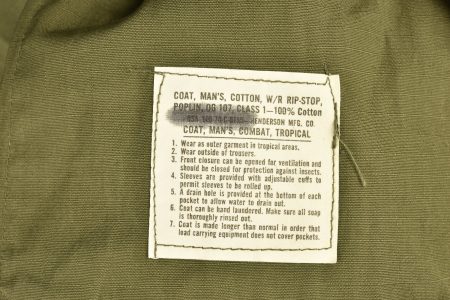 COAT, MAN'S, COTTON, W/R RIP-STOP,
POPLIN, OG 107, CLASS 1—100% Cotton
HENDERSON MFG. CO.
COAT, MAN'S, COMBAT, TROPICAL
1. Wear as outer garment in tropical areas.
2. Wear outside of trousers.
3. Front closure can be opened for ventilation and
should be closed for protection against insects.
4. Sleeves are provided with adjustable cuffs to
permit sleeves to be rolled up.
5. A drain hole is provided at the bottom of each
pocket to allow water to drain out.
6. Coat can be hand laundered. Make sure all soap
is thoroughly rinsed out.
7. Coat is made longer than normal in order that
load carrying equipment does not cover pockets.